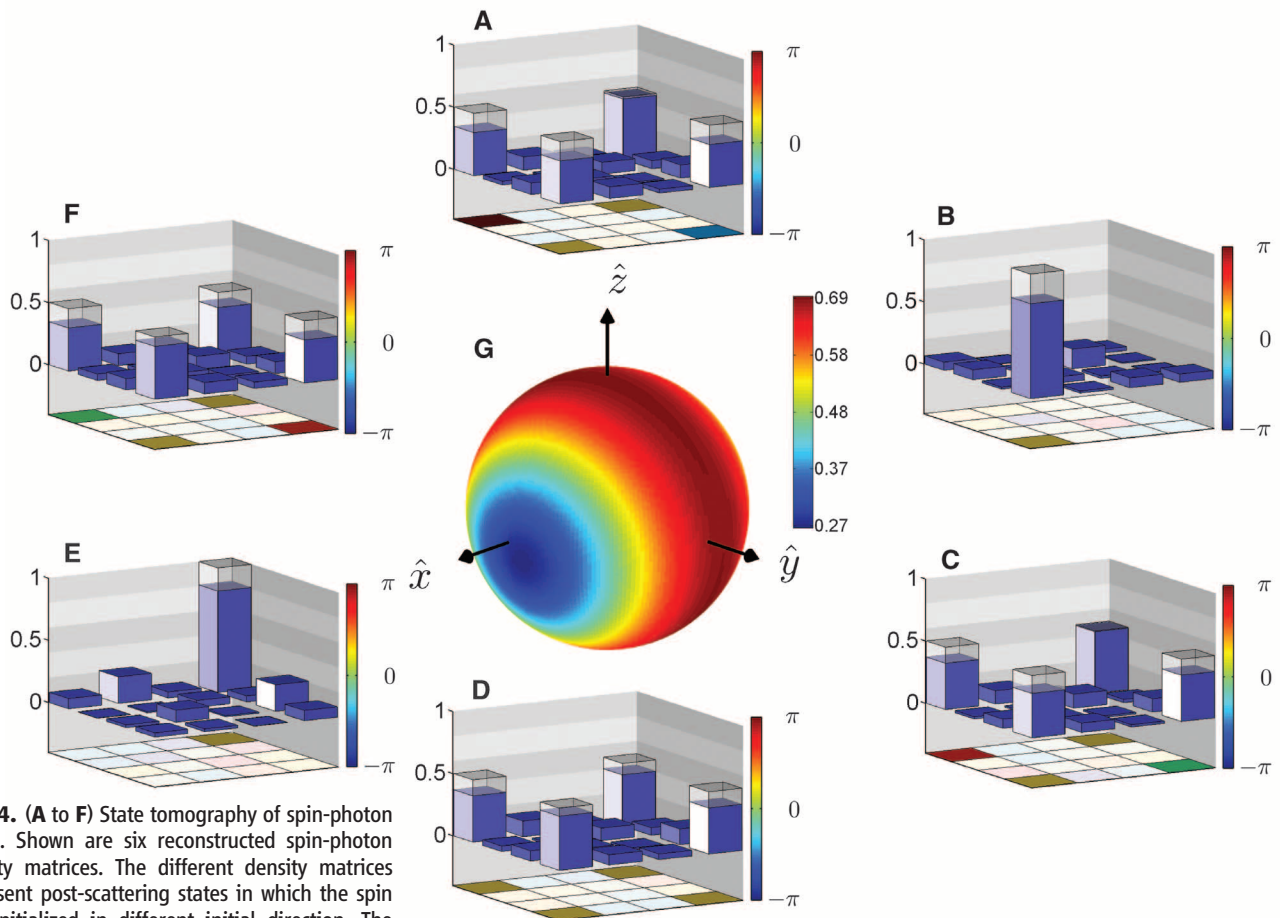 A
1
0.5
0
π
0
−π
F
1
0.5
0
π
0
−π
B
1
0.5
0
π
0
−π
G
ẑ
x̂
ŷ
0.69
0.58
0.48
0.37
0.27
E
1
0.5
0
π
0
−π
C
1
0.5
0
π
0
−π
D
1
0.5
0
π
0
−π
4. (A to F) State tomography of spin-photon
. Shown are six reconstructed spin-photon
ty matrices. The different density matrices
sent post-scattering states in which the spin
nitialized in different initial direction. The